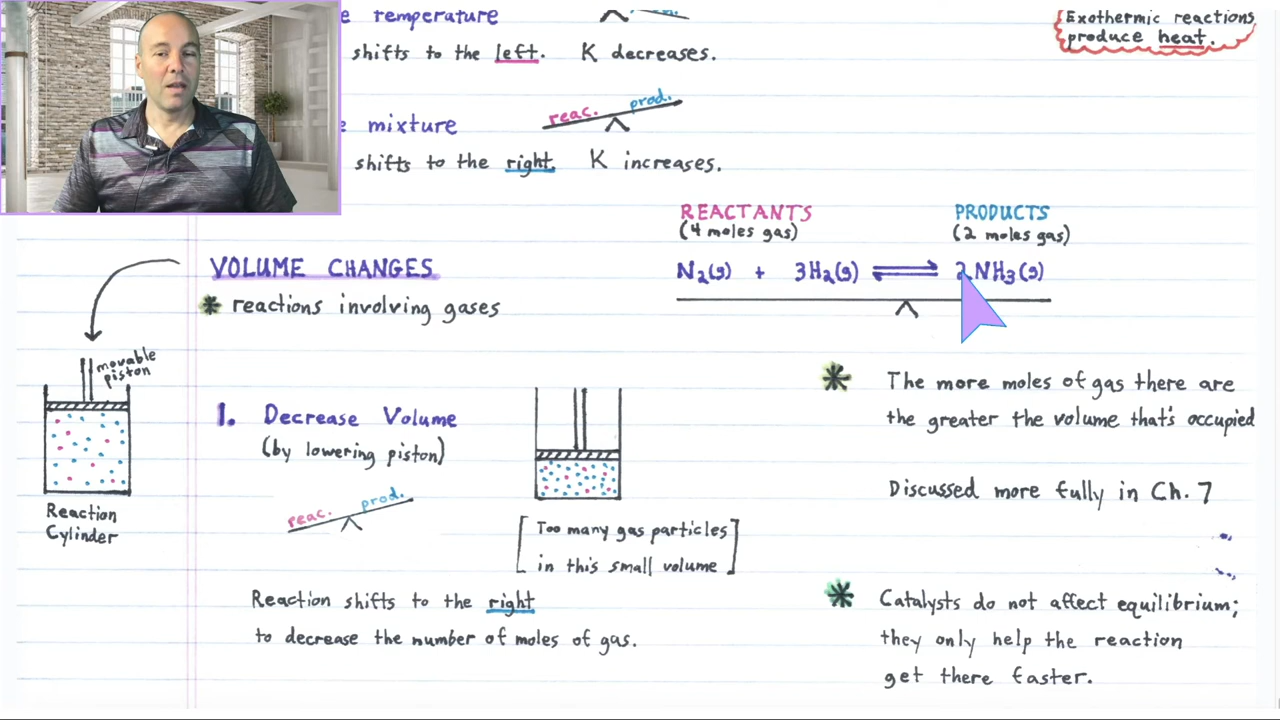 e temperature
shifts to the left. K decreases.
Exothermic reactions
produce heat.
e mixture
reac. prod.
shifts to the right. K increases.
REACTANTS
(4 moles gas)
PRODUCTS
(2 moles gas)
N₂(g) + 3H₂(g) ⇌ 2NH₃(g)
VOLUME CHANGES
* reactions involving gases
movable
piston
Reaction
Cylinder
1. Decrease Volume
(by lowering piston)
reac. prod.
[Too many gas particles
in this small volume]
Reaction shifts to the right
to decrease the number of moles of gas.
* The more moles of gas there are
the greater the volume that's occupied
Discussed more fully in Ch. 7
* Catalysts do not affect equilibrium;
they only help the reaction
get there faster.